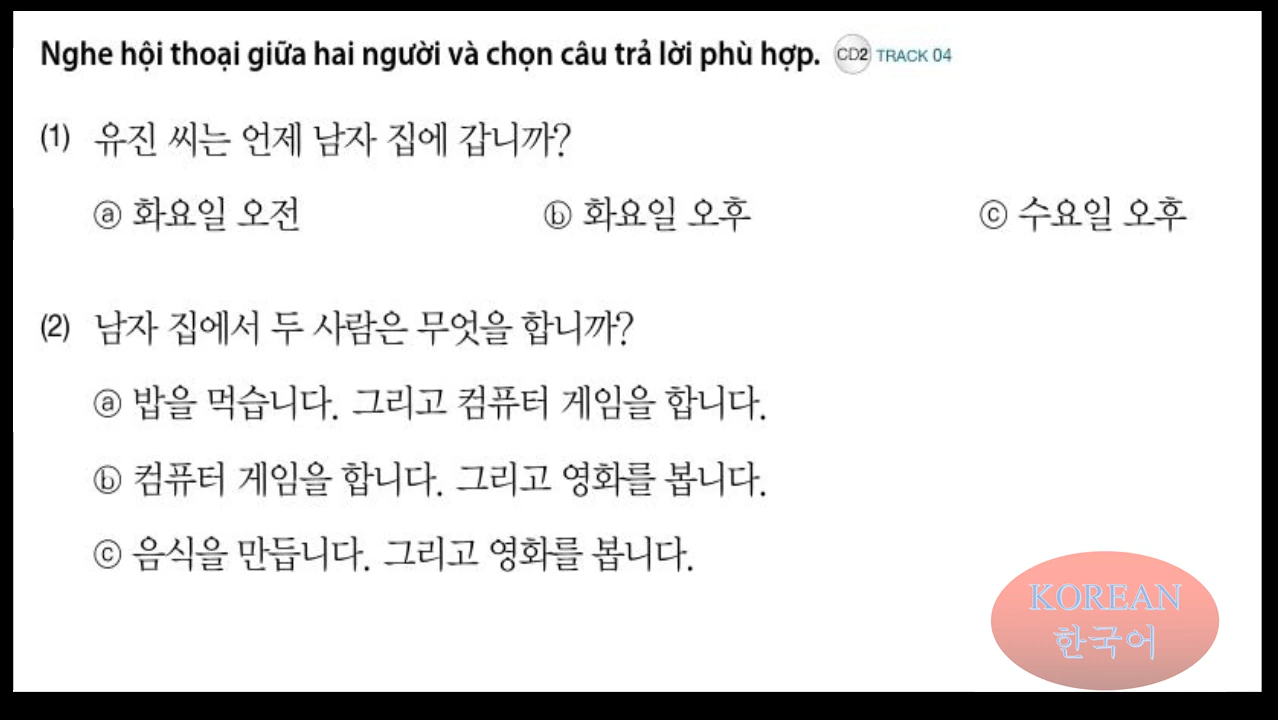 Nghe hội thoại giữa hai người và chọn câu trả lời phù hợp. CD2 TRACK 04
(1) 유진 씨는 언제 남자 집에 갑니까?
ⓐ 화요일 오전 ⓑ 화요일 오후 ⓒ 수요일 오후
(2) 남자 집에서 두 사람은 무엇을 합니까?
ⓐ 밥을 먹습니다. 그리고 컴퓨터 게임을 합니다.
ⓑ 컴퓨터 게임을 합니다. 그리고 영화를 봅니다.
ⓒ 음식을 만듭니다. 그리고 영화를 봅니다.
KOREAN
한국어